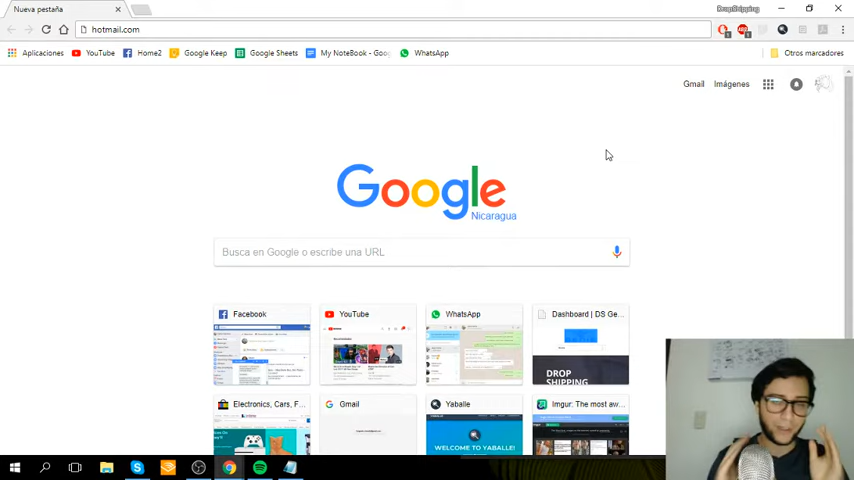 Nueva pestaña
DropShipping
hotmail.com
Aplicaciones YouTube Home2 Google Keep Google Sheets My NoteBook - Goo WhatsApp Otros marcadores
Gmail Imágenes
Google
Nicaragua
Busca en Google o escribe una URL
Facebook YouTube WhatsApp Dashboard | DS Ge...
DROP
SHIPPING
Electronics, Cars, F... Gmail Yaballe Imgur: The most aw...
WELCOME TO YABALLE!